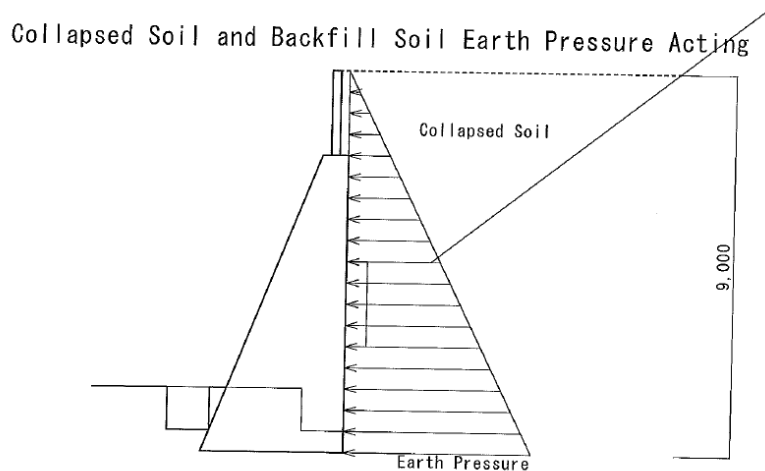 Collapsed Soil and Backfill Soil Earth Pressure Acting
Collapsed Soil
9,000
Earth Pressure